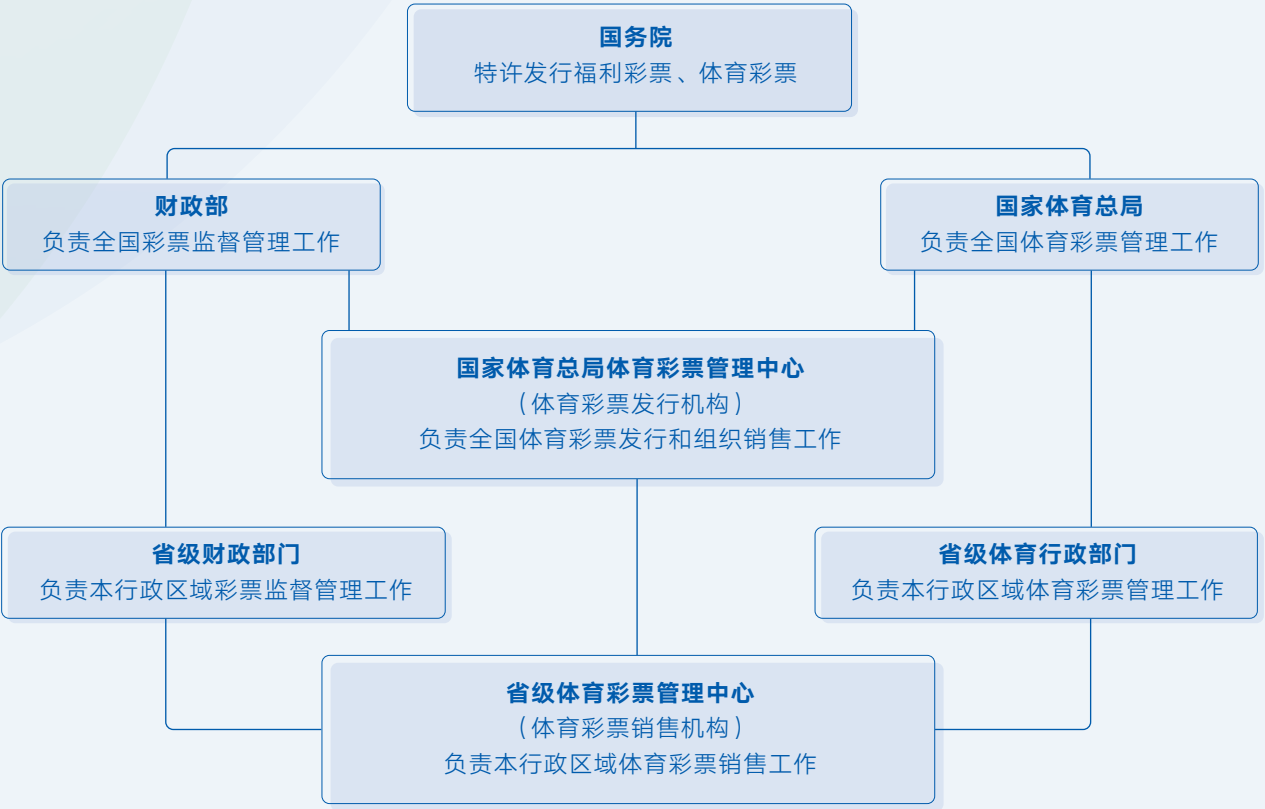 国务院
特许发行福利彩票、体育彩票
财政部
负责全国彩票监督管理工作
国家体育总局
负责全国体育彩票管理工作
国家体育总局体育彩票管理中心
（体育彩票发行机构）
负责全国体育彩票发行和组织销售工作
省级财政部门
负责本行政区域彩票监督管理工作
省级体育行政部门
负责本行政区域体育彩票管理工作
省级体育彩票管理中心
（体育彩票销售机构）
负责本行政区域体育彩票销售工作